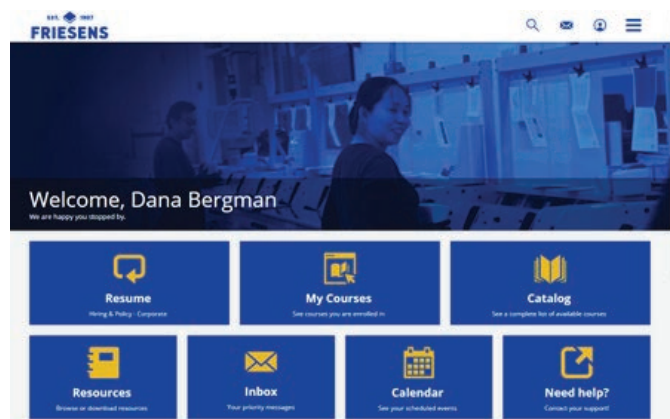 EST. 1907
FRIESENS
Welcome, Dana Bergman
We are happy you stopped by.
Resume
Hiring & Policy - Corporate
My Courses
See courses you are enrolled in
Catalog
See a complete list of available courses
Resources
Browse or download resources
Inbox
Your priority messages
Calendar
See your scheduled events
Need help?
Contact your support!